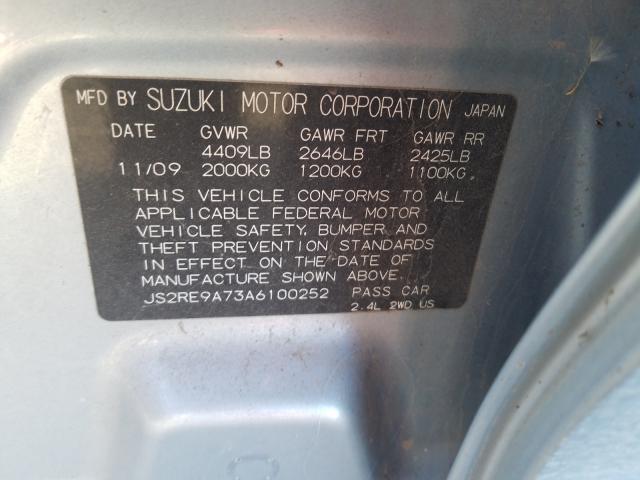 MFD BY SUZUKI MOTOR CORPORATION JAPAN
DATE GVWR GAWR FRT GAWR RR
4409LB 2646LB 2425LB
11/09 2000KG 1200KG 1100KG
THIS VEHICLE CONFORMS TO ALL
APPLICABLE FEDERAL MOTOR
VEHICLE SAFETY, BUMPER AND
THEFT PREVENTION STANDARDS
IN EFFECT ON THE DATE OF
MANUFACTURE SHOWN ABOVE.
JS2RE9A73A6100252 PASS CAR
2.4L 2WD US